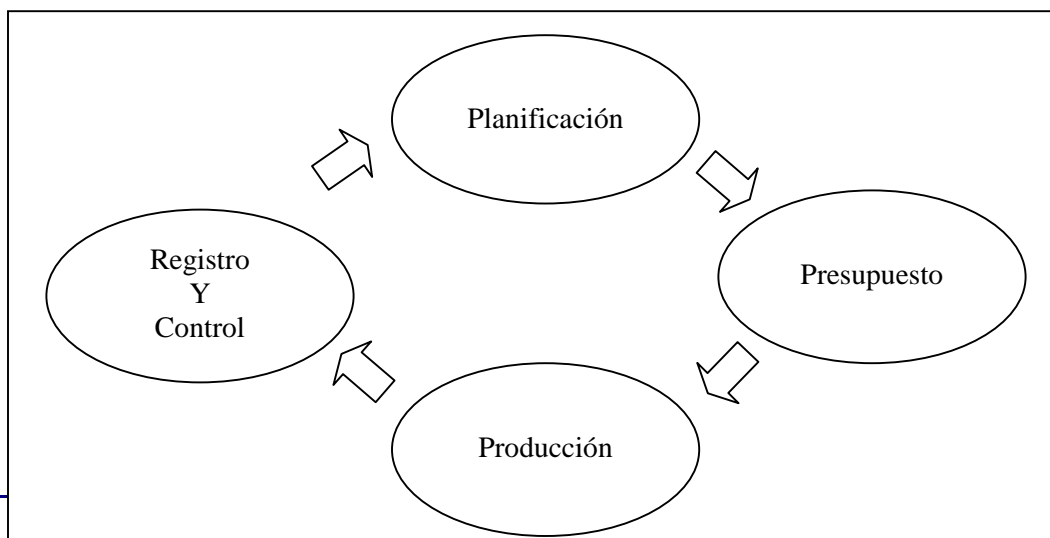 Planificación
Presupuesto
Registro
Y
Control
Producción